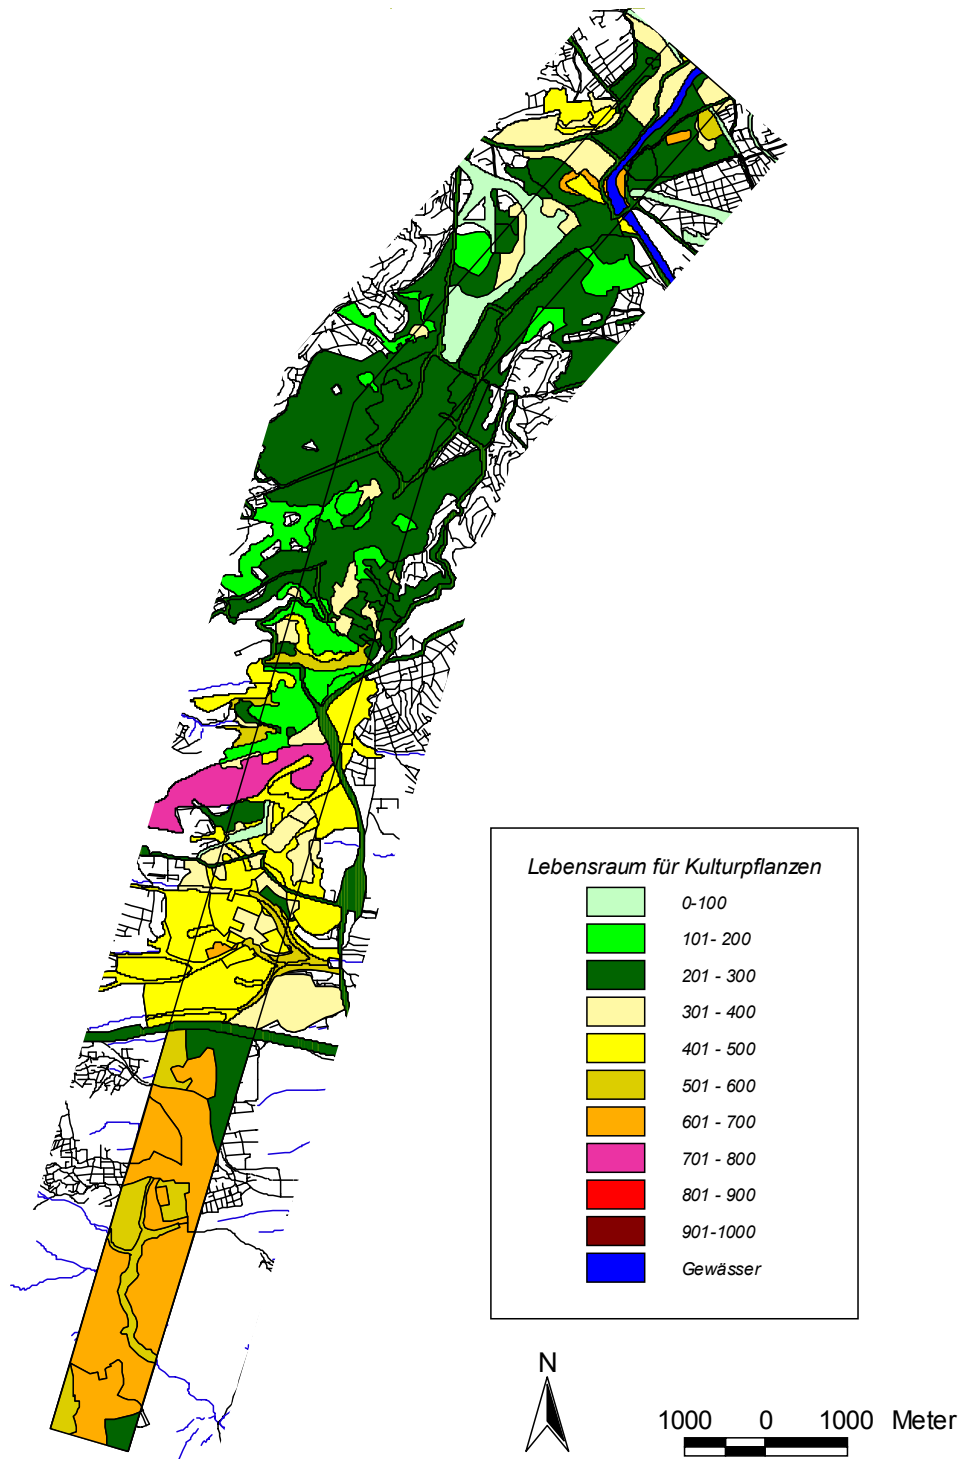 Lebensraum für Kulturpflanzen
0-100
101- 200
201 - 300
301 - 400
401 - 500
501 - 600
601 - 700
701 - 800
801 - 900
901-1000
Gewässer
N
1000 0 1000 Meter